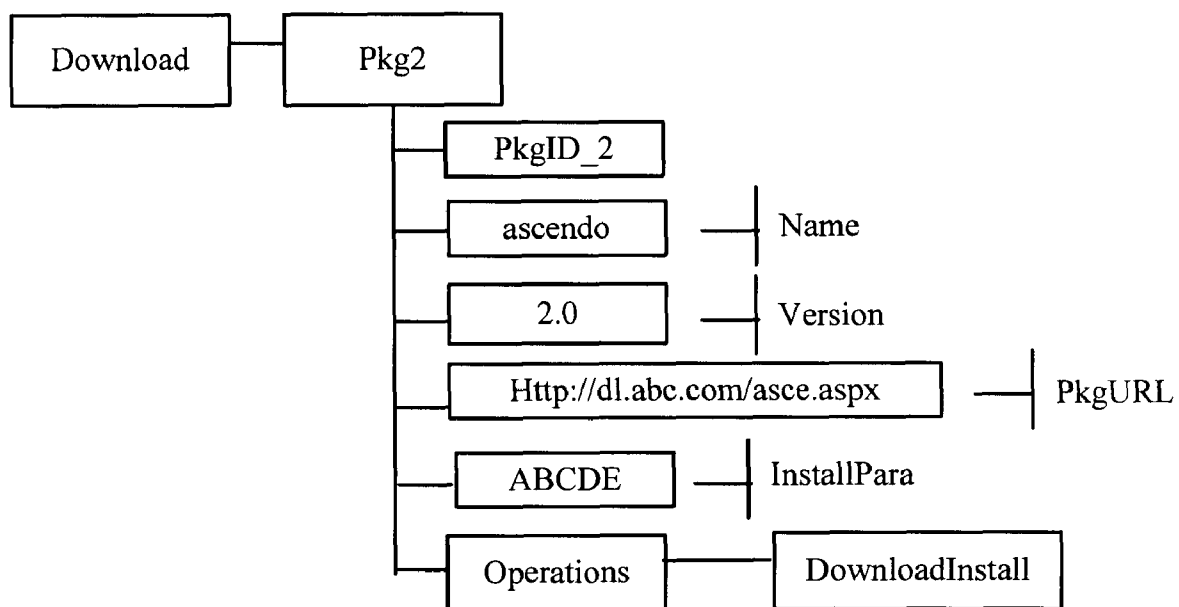 Download
Pkg2
PkgID_2
ascendo
Name
2.0
Version
Http://dl.abc.com/asce.aspx
PkgURL
ABCDE
InstallPara
Operations
DownloadInstall